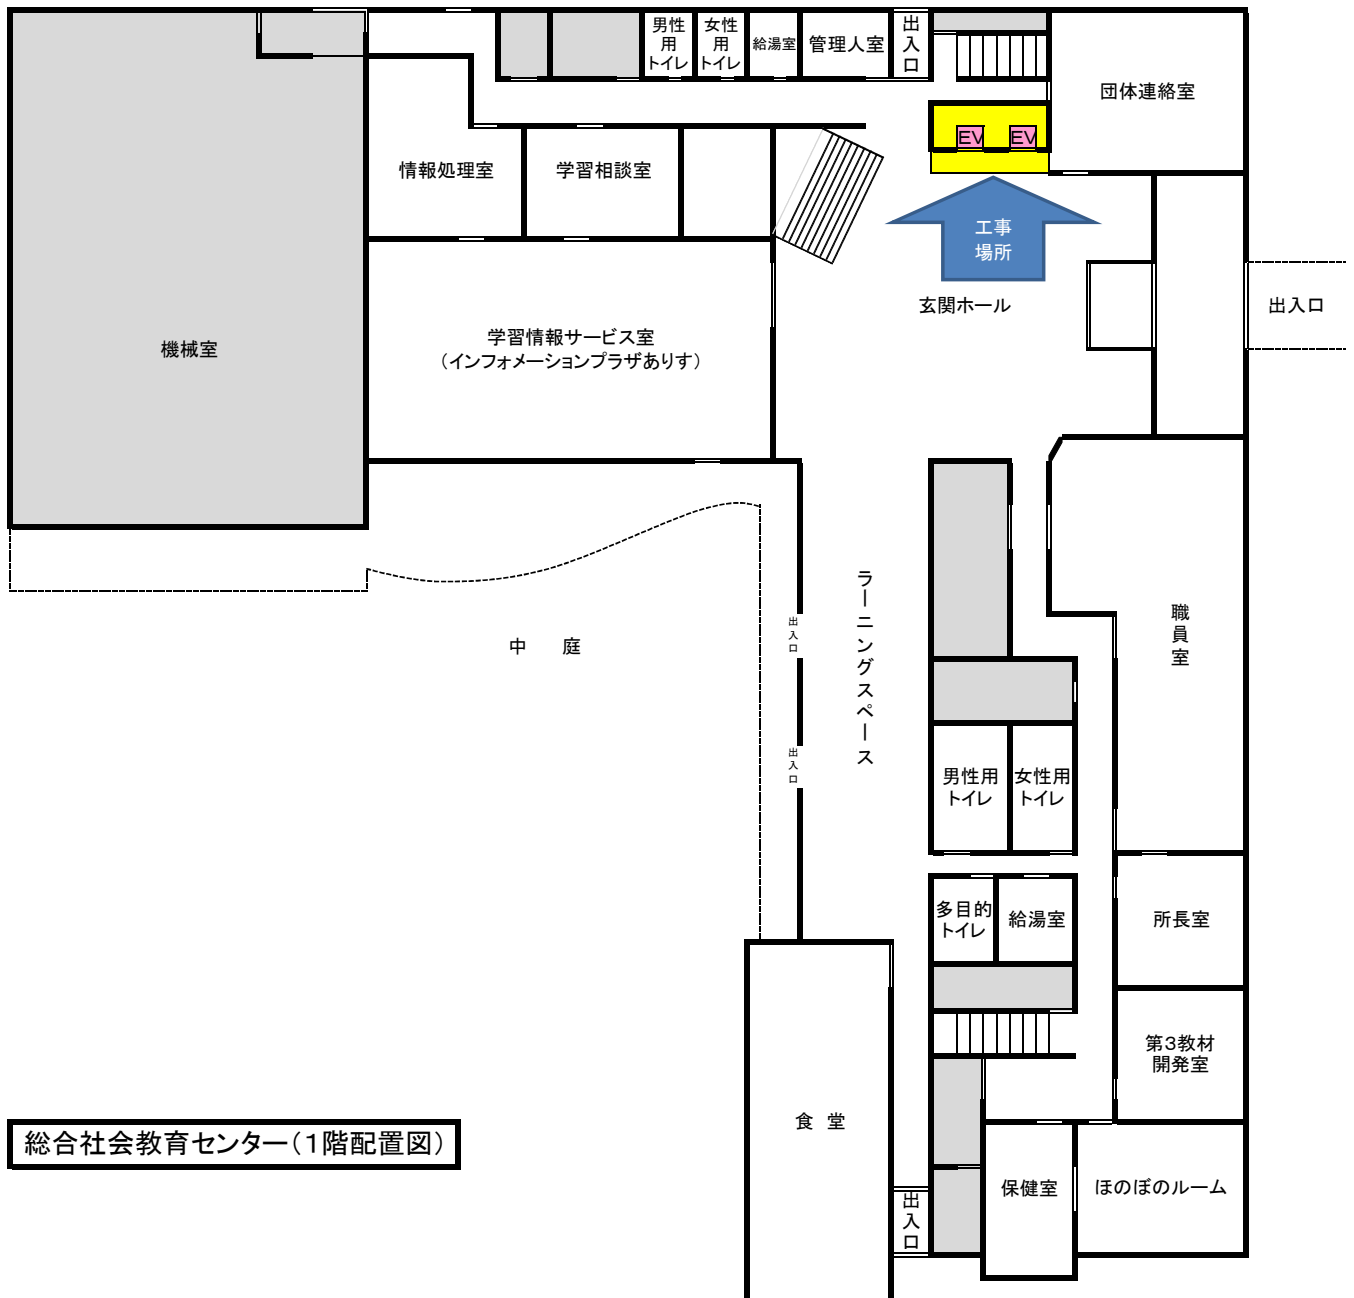 男性
用
トイレ
女性
用
トイレ
給湯室
管理人室
出
入
口
団体連絡室
EV
EV
情報処理室
学習相談室
工事
場所
玄関ホール
出入口
機械室
学習情報サービス室
（インフォメーションプラザありす）
ラーニングスペース
中 庭
出
入
口
職
員
室
出
入
口
男性用
トイレ
女性用
トイレ
多目的
トイレ
給湯室
所長室
第3教材
開発室
食 堂
総合社会教育センター（１階配置図）
保健室
ほのぼのルーム
出
入
口